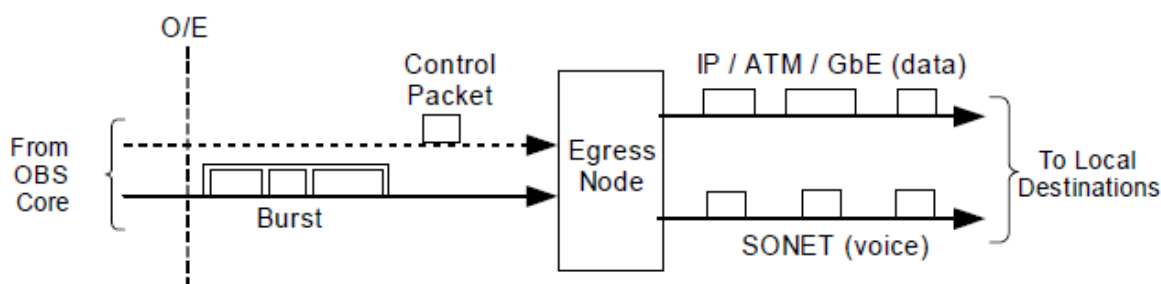 O/E
Control
Packet
IP / ATM / GbE (data)
From
OBS
Core
Egress
Node
To Local
Destinations
Burst
SONET (voice)